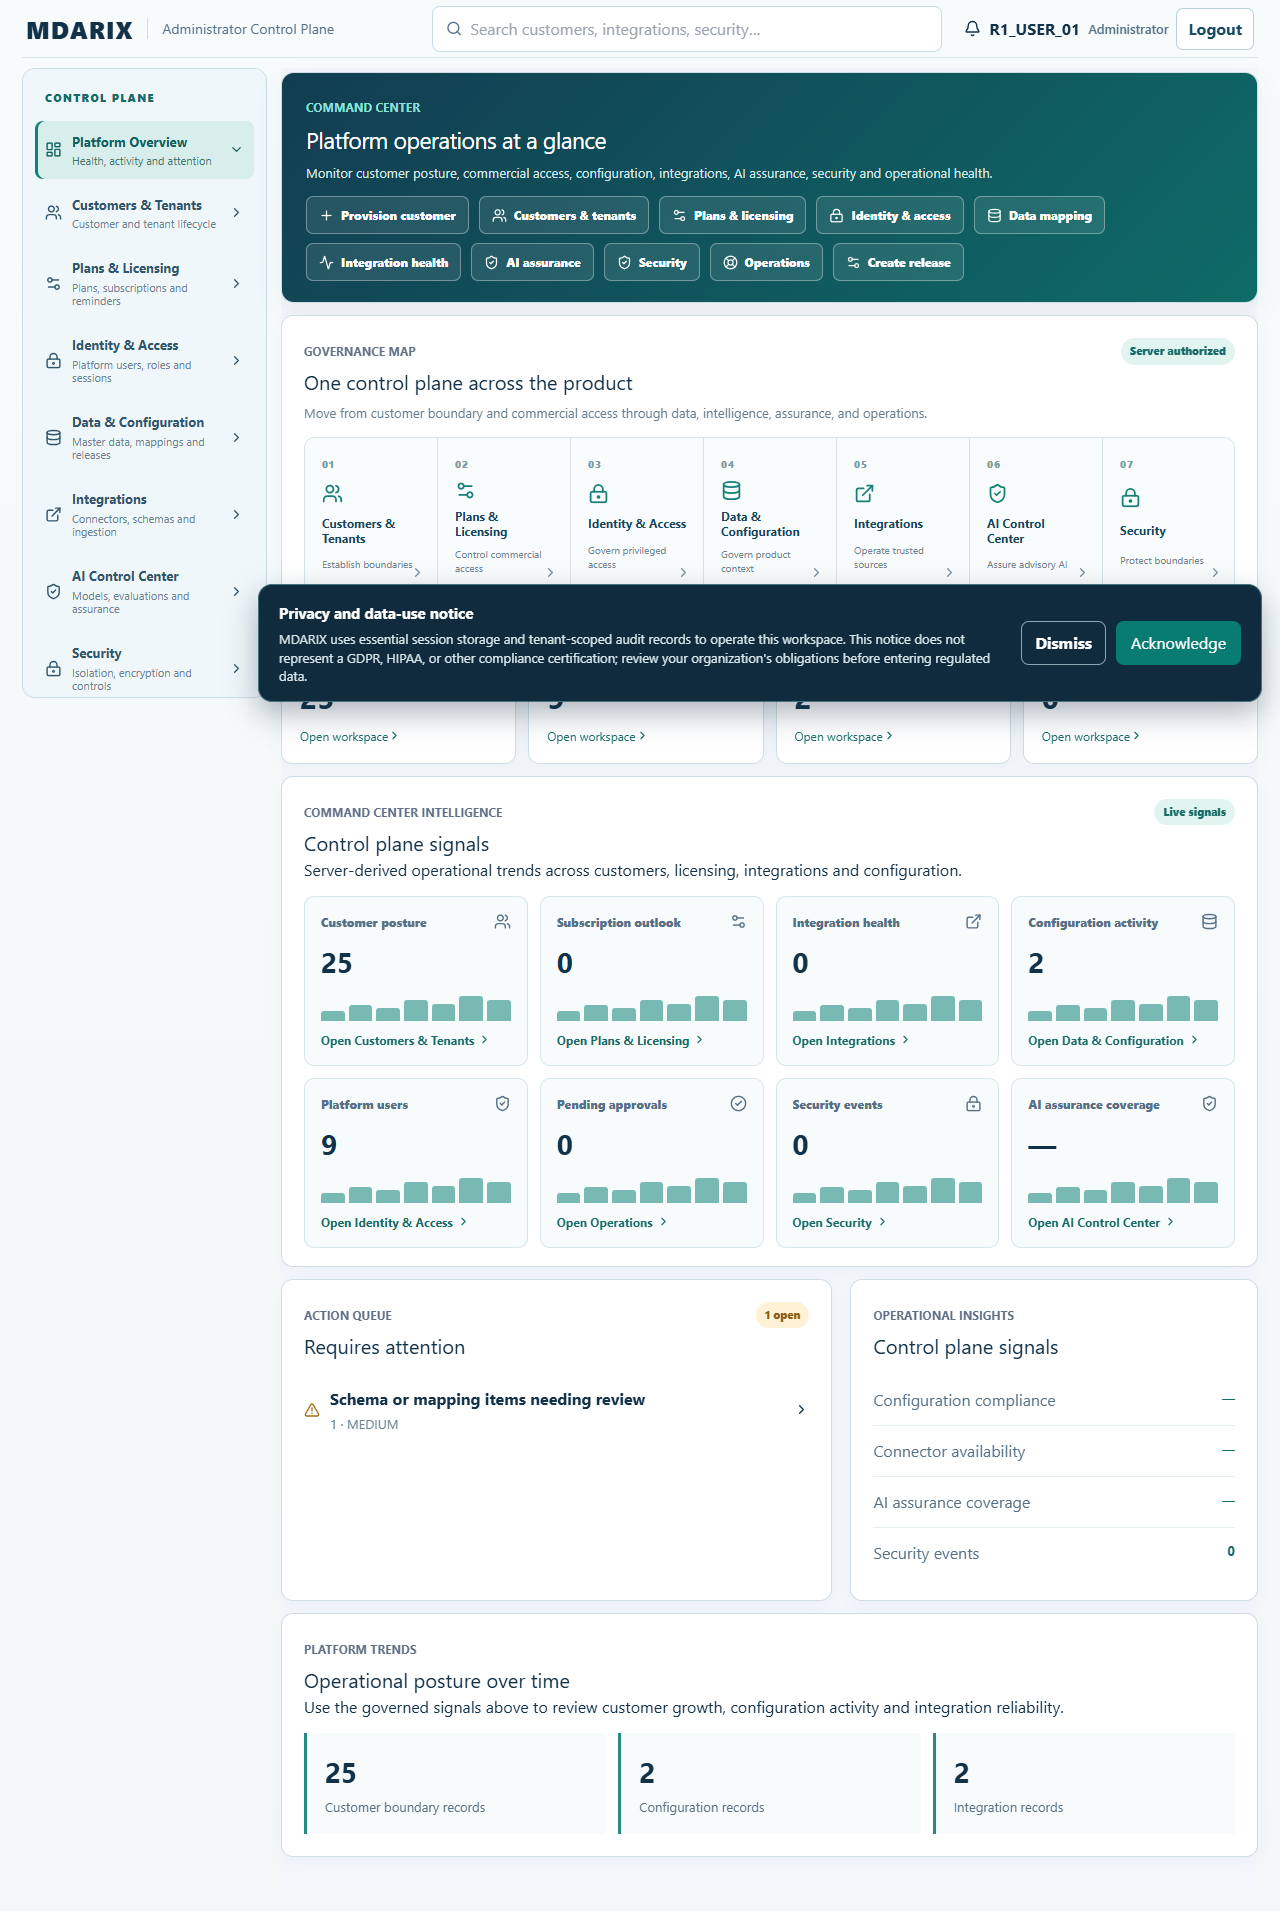 MDARIX
Administrator Control Plane
Search customers, integrations, security...
R1_USER_01 Administrator
Logout
CONTROL PLANE
Platform Overview
Health, activity and attention
Customers & Tenants
Customer and tenant lifecycle
Plans & Licensing
Plans, subscriptions and
reminders
Identity & Access
Platform users, roles and
sessions
Data & Configuration
Master data, mappings and
releases
Integrations
Connectors, schemas and
ingestion
AI Control Center
Models, evaluations and
assurance
Security
Isolation, encryption and
controls
COMMAND CENTER
Platform operations at a glance
Monitor customer posture, commercial access, configuration, integrations, AI assurance, security and operational health.
Provision customer
Customers & tenants
Plans & licensing
Identity & access
Data mapping
Integration health
AI assurance
Security
Operations
Create release
GOVERNANCE MAP
Server authorized
One control plane across the product
Move from customer boundary and commercial access through data, intelligence, assurance, and operations.
01
Customers &
Tenants
Establish boundaries
02
Plans &
Licensing
Control commercial
access
03
Identity & Access
Govern privileged
access
04
Data &
Configuration
Govern product
context
05
Integrations
Operate trusted
sources
06
AI Control
Center
Assure advisory AI
07
Security
Protect boundaries
Privacy and data-use notice
MDARIX uses essential session storage and tenant-scoped audit records to operate this workspace. This notice does not
represent a GDPR, HIPAA, or other compliance certification; review your organization's obligations before entering regulated
data.
Dismiss
Acknowledge
Open workspace
Open workspace
Open workspace
Open workspace
COMMAND CENTER INTELLIGENCE
Live signals
Control plane signals
Server-derived operational trends across customers, licensing, integrations and configuration.
Customer posture
25
Open Customers & Tenants
Subscription outlook
0
Open Plans & Licensing
Integration health
0
Open Integrations
Configuration activity
2
Open Data & Configuration
Platform users
9
Open Identity & Access
Pending approvals
0
Open Operations
Security events
0
Open Security
AI assurance coverage
—
Open AI Control Center
ACTION QUEUE
1 open
Requires attention
Schema or mapping items needing review
1 · MEDIUM
OPERATIONAL INSIGHTS
Control plane signals
Configuration compliance —
Connector availability —
AI assurance coverage —
Security events 0
PLATFORM TRENDS
Operational posture over time
Use the governed signals above to review customer growth, configuration activity and integration reliability.
25
Customer boundary records
2
Configuration records
2
Integration records